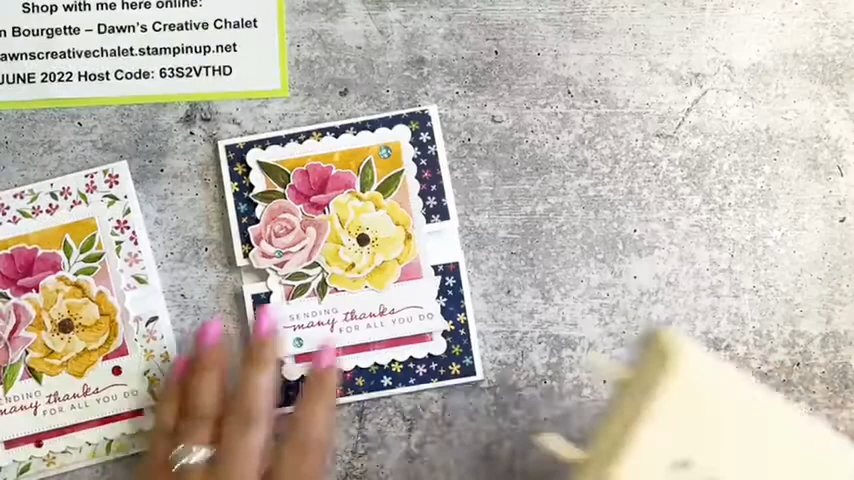 Shop with me here online:
n Bourgette – Dawn's Creative Chalet
awnscreativechalet.stampinup.net
JUNE 2022 Host Code: 63S2VTHD
SENDING
many thanks
FOR ALL YOU DO
SENDING
many thanks
FOR ALL YOU DO